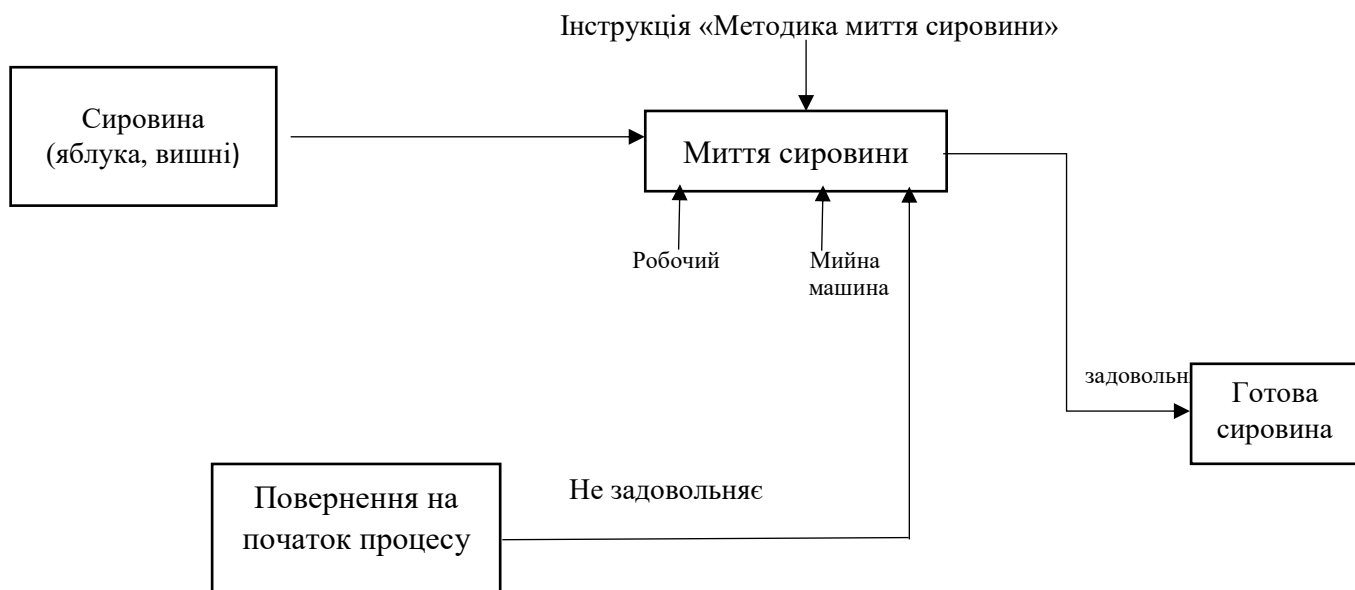 Інструкція «Методика миття сировини»
Сировина
(яблука, вишні)
Миття сировини
Робочий
Мийна
машина
задовольн
Готова
сировина
Не задовольняє
Повернення на
початок процесу